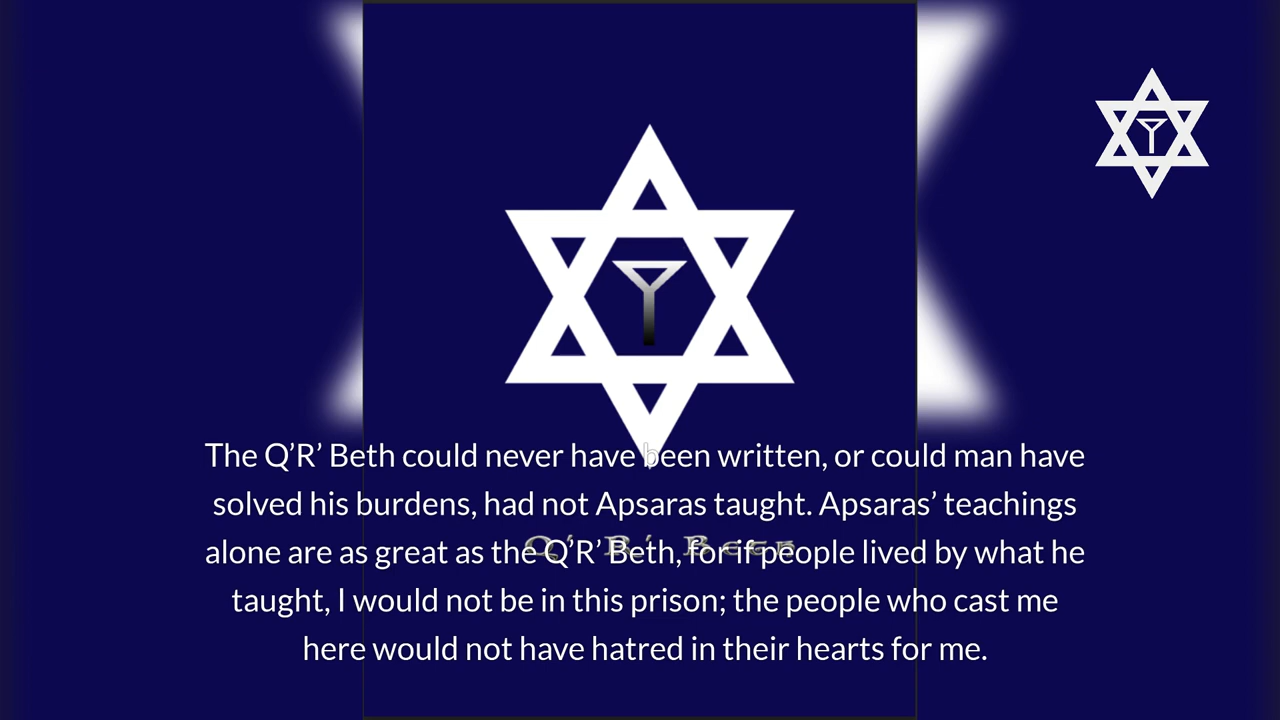 The Q’R’ Beth could never have been written, or could man have
solved his burdens, had not Apsaras taught. Apsaras’ teachings
alone are as great as the Q’R’ Beth, for if people lived by what he
taught, I would not be in this prison; the people who cast me
here would not have hatred in their hearts for me.
Q' R' Beth